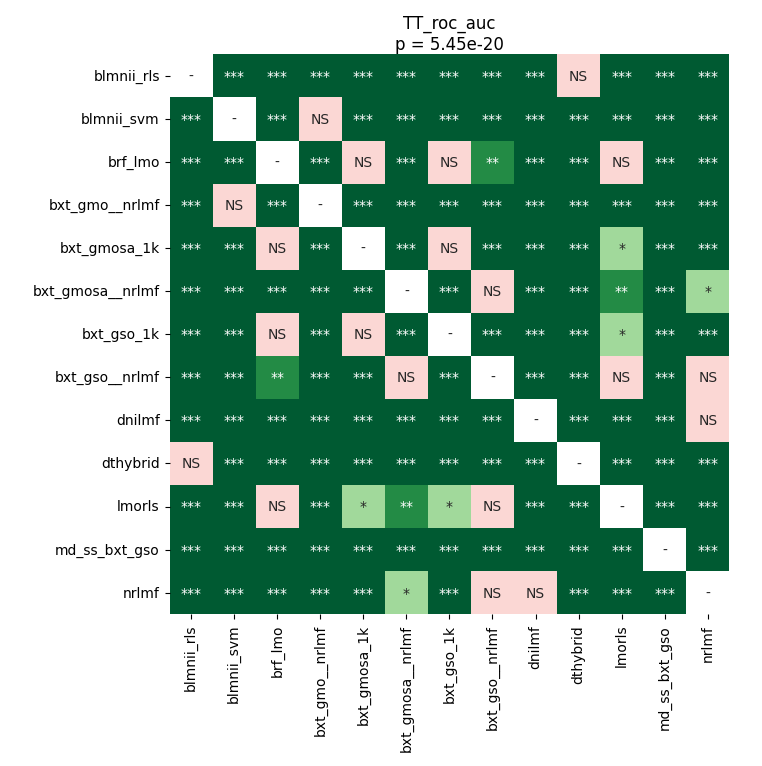 TT_roc_auc
p = 5.45e-20
blmnii_rls - *** *** *** *** *** *** *** *** NS *** *** ***
blmnii_svm *** - *** NS *** *** *** *** *** *** *** *** ***
brf_lmo *** *** - *** NS *** NS ** *** *** NS *** ***
bxt_gmo__nrlmf *** NS *** - *** *** *** *** *** *** *** *** ***
bxt_gmosa_1k *** *** NS *** - *** NS *** *** *** * *** ***
bxt_gmosa__nrlmf *** *** *** *** *** - *** NS *** *** ** *** *
bxt_gso_1k *** *** NS *** NS *** - *** *** *** * *** ***
bxt_gso__nrlmf *** *** ** *** *** NS *** - *** *** NS *** NS
dnilmf *** *** *** *** *** *** *** *** - *** *** *** NS
dthybrid NS *** *** *** *** *** *** *** *** - *** *** ***
lmorls *** *** NS *** * ** * NS *** *** - *** ***
md_ss_bxt_gso *** *** *** *** *** *** *** *** *** *** *** - ***
nrlmf *** *** *** *** *** * *** NS NS *** *** *** -
blmnii_rls
blmnii_svm
brf_lmo
bxt_gmo__nrlmf
bxt_gmosa_1k
bxt_gmosa__nrlmf
bxt_gso_1k
bxt_gso__nrlmf
dnilmf
dthybrid
lmorls
md_ss_bxt_gso
nrlmf